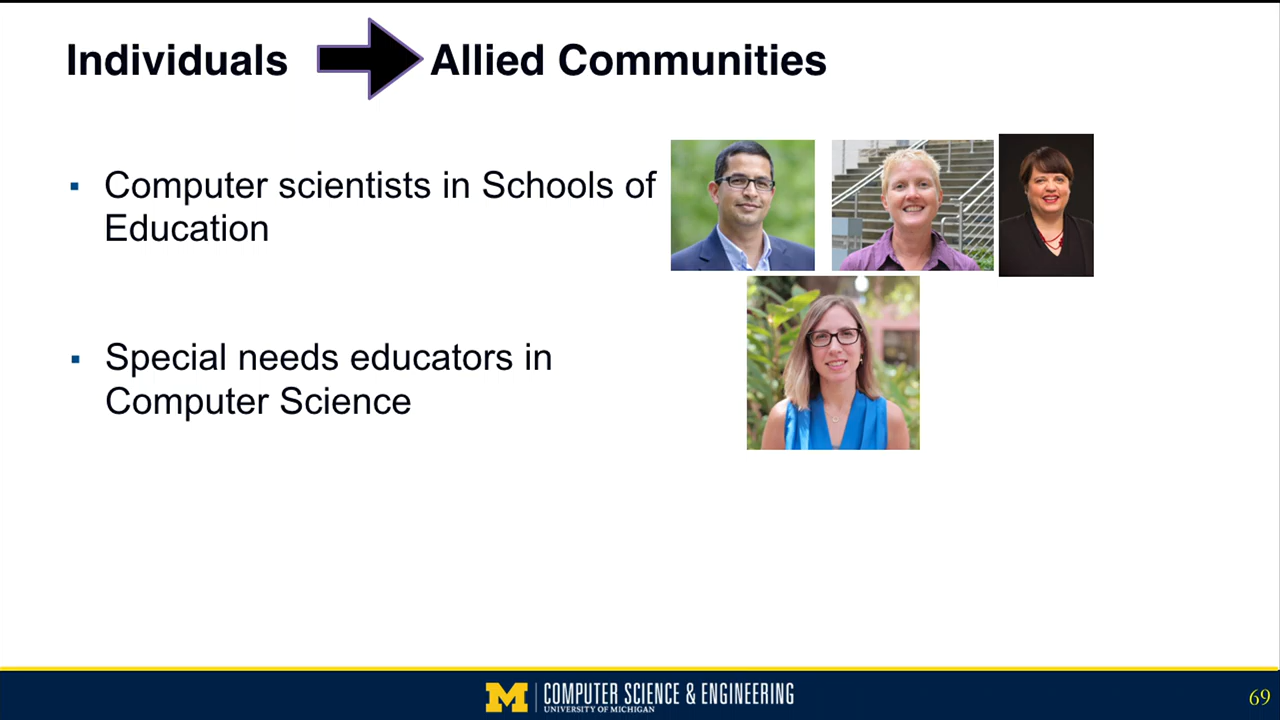 Individuals Allied Communities
▪ Computer scientists in Schools of
Education
▪ Special needs educators in
Computer Science
M COMPUTER SCIENCE & ENGINEERING
UNIVERSITY OF MICHIGAN
69